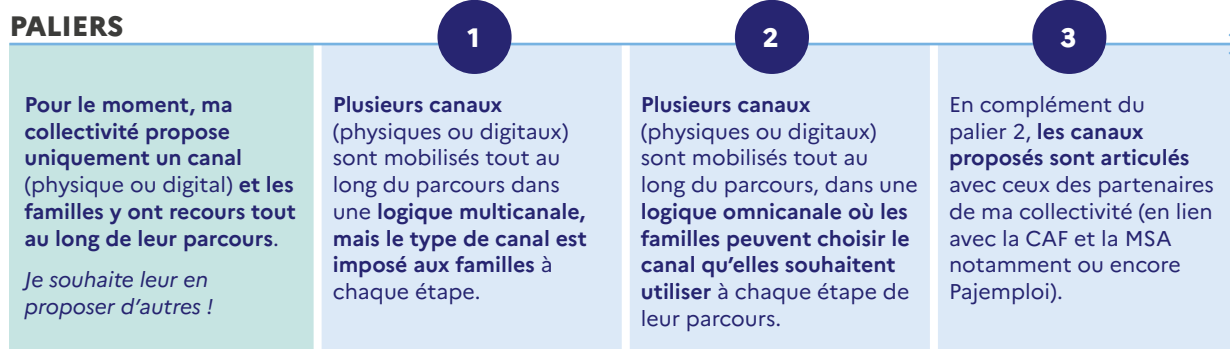 PALIERS
Pour le moment, ma
collectivité propose
uniquement un canal
(physique ou digital) et les
familles y ont recours tout
au long de leur parcours.
Je souhaite leur en
proposer d'autres !
1
Plusieurs canaux
(physiques ou digitaux)
sont mobilisés tout au
long du parcours dans
une logique multicanale,
mais le type de canal est
imposé aux familles à
chaque étape.
2
Plusieurs canaux
(physiques ou digitaux)
sont mobilisés tout au
long du parcours, dans une
logique omnicanale où les
familles peuvent choisir le
canal qu'elles souhaitent
utiliser à chaque étape de
leur parcours.
3
En complément du
palier 2, les canaux
proposés sont articulés
avec ceux des partenaires
de ma collectivité (en lien
avec la CAF et la MSA
notamment ou encore
Pajemploi).